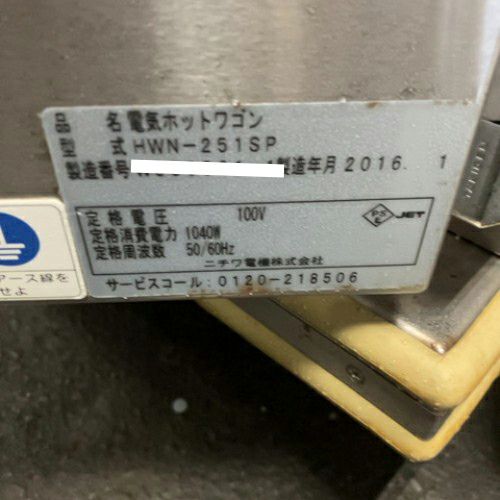 品 名 電気ホットワゴン
型 式 HWN-251SP
製造番号 製造年月 2016. 1
定格電圧 100V
定格消費電力 1040W
定格周波数 50/60Hz
PS E JET
ニチワ電機株式会社
サービスコール:0120-218506
アース線を
せよ